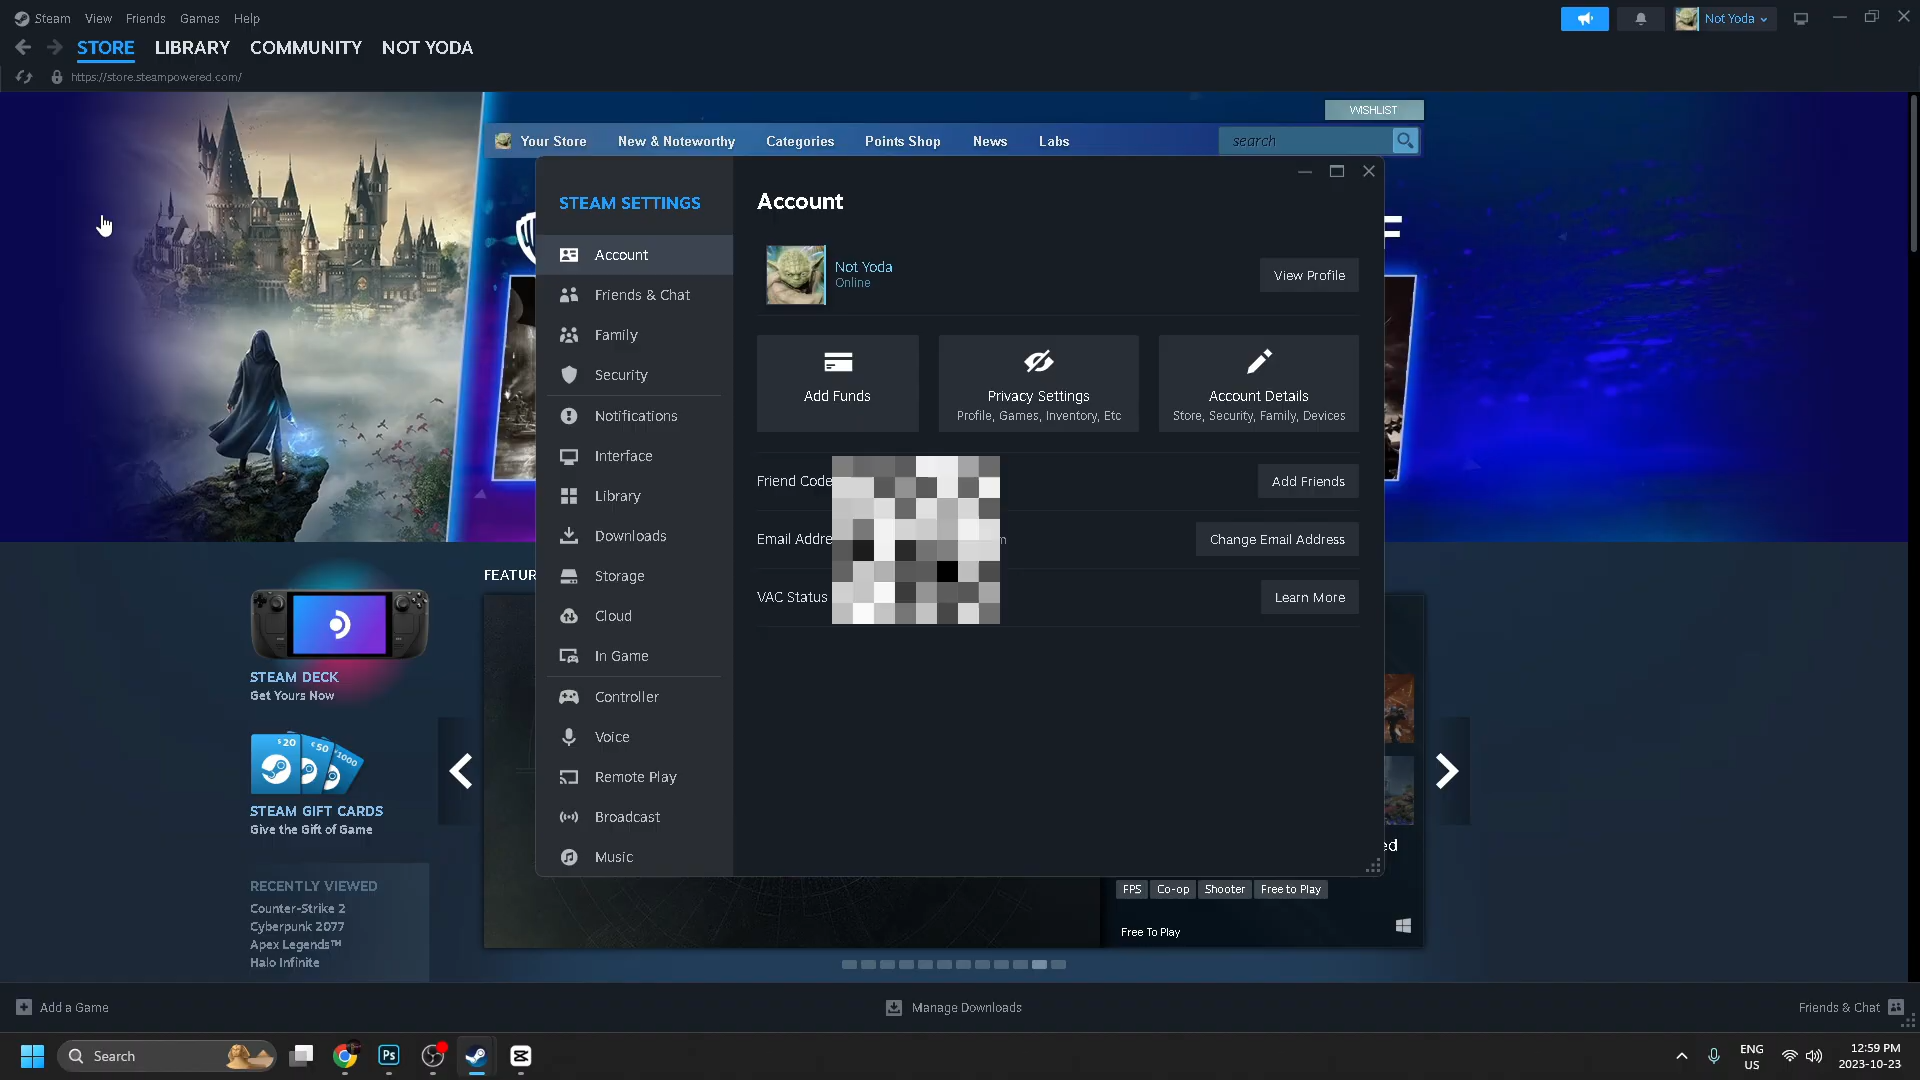 Steam View Friends Games Help
Not Yoda
STORE LIBRARY COMMUNITY NOT YODA
https://store.steampowered.com/
WISHLIST
Your Store New & Noteworthy Categories Points Shop News Labs
search
STEAM SETTINGS
Account
Friends & Chat
Family
Security
Notifications
Interface
Library
Downloads
Storage
Cloud
In Game
Controller
Voice
Remote Play
Broadcast
Music
Account
Not Yoda
Online
View Profile
Add Funds
Privacy Settings
Profile, Games, Inventory, Etc
Account Details
Store, Security, Family, Devices
Friend Code
Add Friends
Email Addre
m
Change Email Address
VAC Status
Learn More
FEATUR
STEAM DECK
Get Yours Now
$20 €50 ¥1000
STEAM GIFT CARDS
Give the Gift of Game
RECENTLY VIEWED
Counter-Strike 2
Cyberpunk 2077
Apex Legends™
Halo Infinite
ed
FPS Co-op Shooter Free to Play
Free To Play
Add a Game
Manage Downloads
Friends & Chat
Search
Ps
ENG
US
12:59 PM
2023-10-23